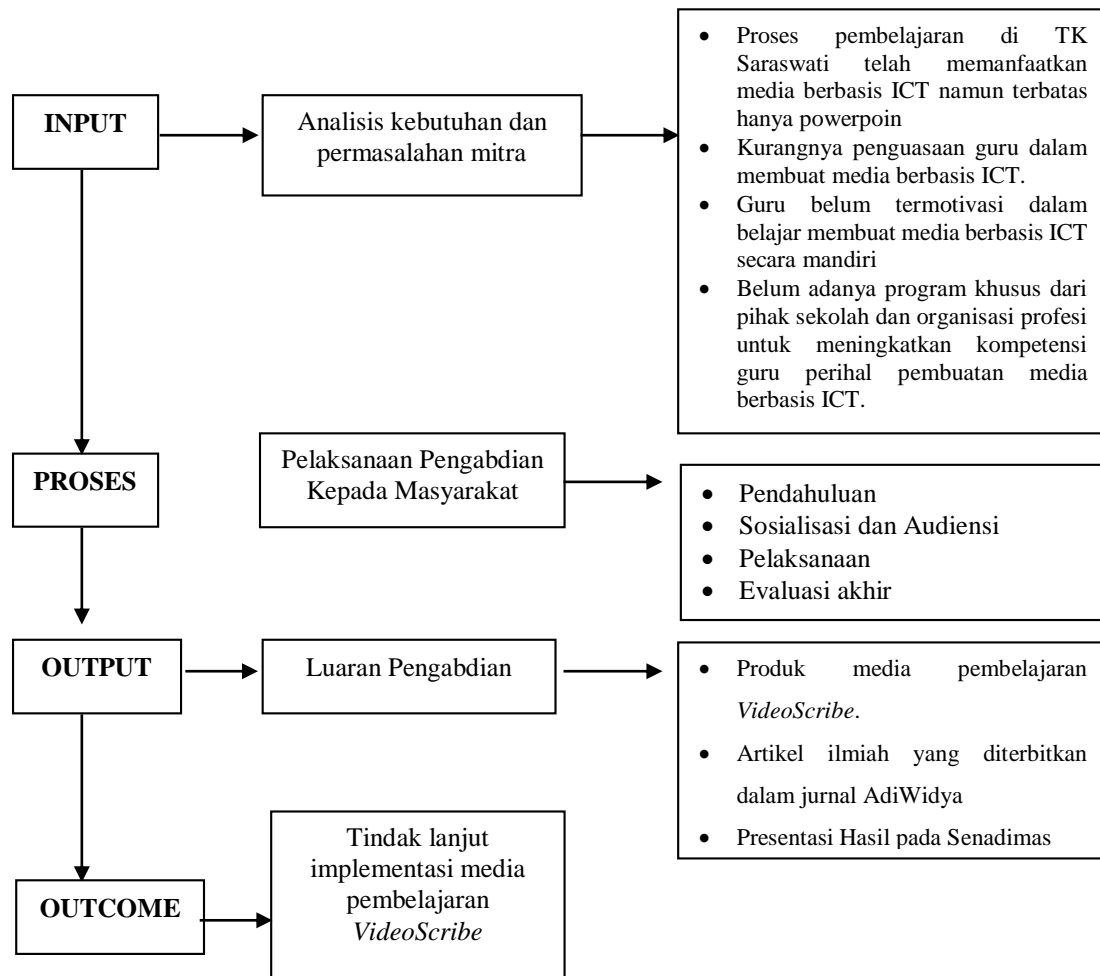 INPUT
Analisis kebutuhan dan
permasalahan mitra
• Proses pembelajaran di TK
Saraswati telah memanfaatkan
media berbasis ICT namun terbatas
hanya powerpoin
• Kurangnya penguasaan guru dalam
membuat media berbasis ICT.
• Guru belum termotivasi dalam
belajar membuat media berbasis ICT
secara mandiri
• Belum adanya program khusus dari
pihak sekolah dan organisasi profesi
untuk meningkatkan kompetensi
guru perihal pembuatan media
berbasis ICT.
PROSES
Pelaksanaan Pengabdian
Kepada Masyarakat
• Pendahuluan
• Sosialisasi dan Audiensi
• Pelaksanaan
• Evaluasi akhir
OUTPUT
Luaran Pengabdian
• Produk media pembelajaran
VideoScribe.
• Artikel ilmiah yang diterbitkan
dalam jurnal AdiWidya
• Presentasi Hasil pada Senadimas
OUTCOME
Tindak lanjut
implementasi media
pembelajaran
VideoScribe